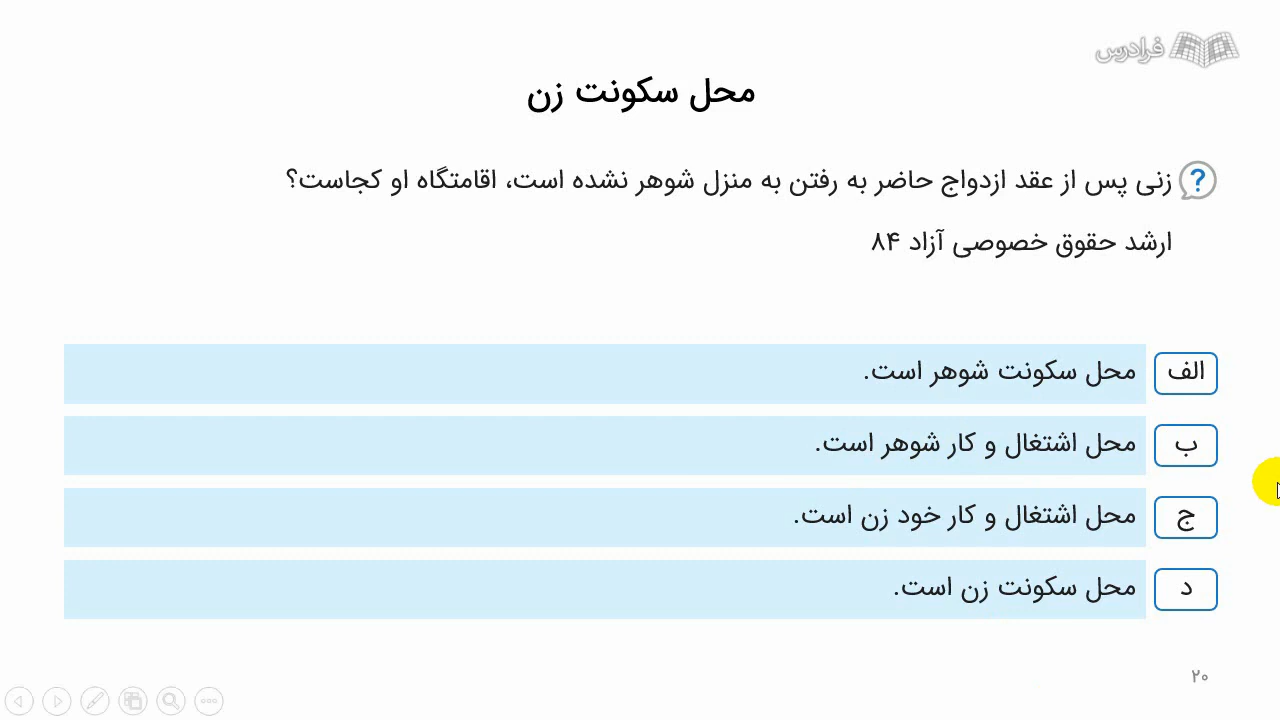 فرادرس
محل سکونت زن
زنی پس از عقد ازدواج حاضر به رفتن به منزل شوهر نشده است، اقامتگاه او کجاست؟
ارشد حقوق خصوصی آزاد ۸۴
الف محل سکونت شوهر است.
ب محل اشتغال و کار شوهر است.
ج محل اشتغال و کار خود زن است.
د محل سکونت زن است.
۲۰